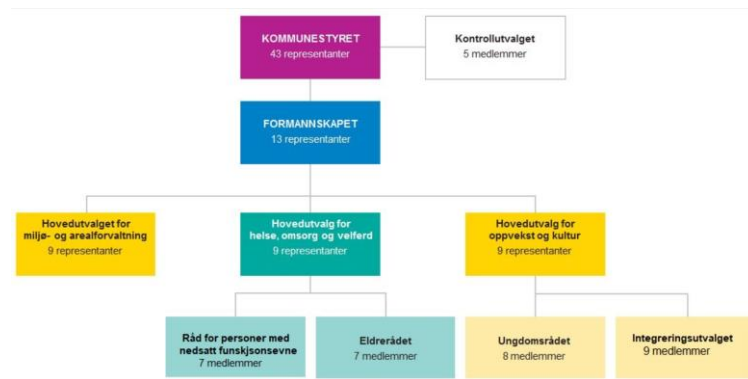 KOMMUNESTYRET
43 representanter
Kontrollutvalget
5 medlemmer
FORMANNSKAPET
13 representanter
Hovedutvalget for
miljø- og arealforvaltning
9 representanter
Hovedutvalg for
helse, omsorg og velferd
9 representanter
Hovedutvalg for
oppvekst og kultur
9 representanter
Råd for personer med
nedsatt funskjsonsevne
7 medlemmer
Eldrerådet
7 medlemmer
Ungdomsrådet
8 medlemmer
Integreringsutvalget
9 medlemmer